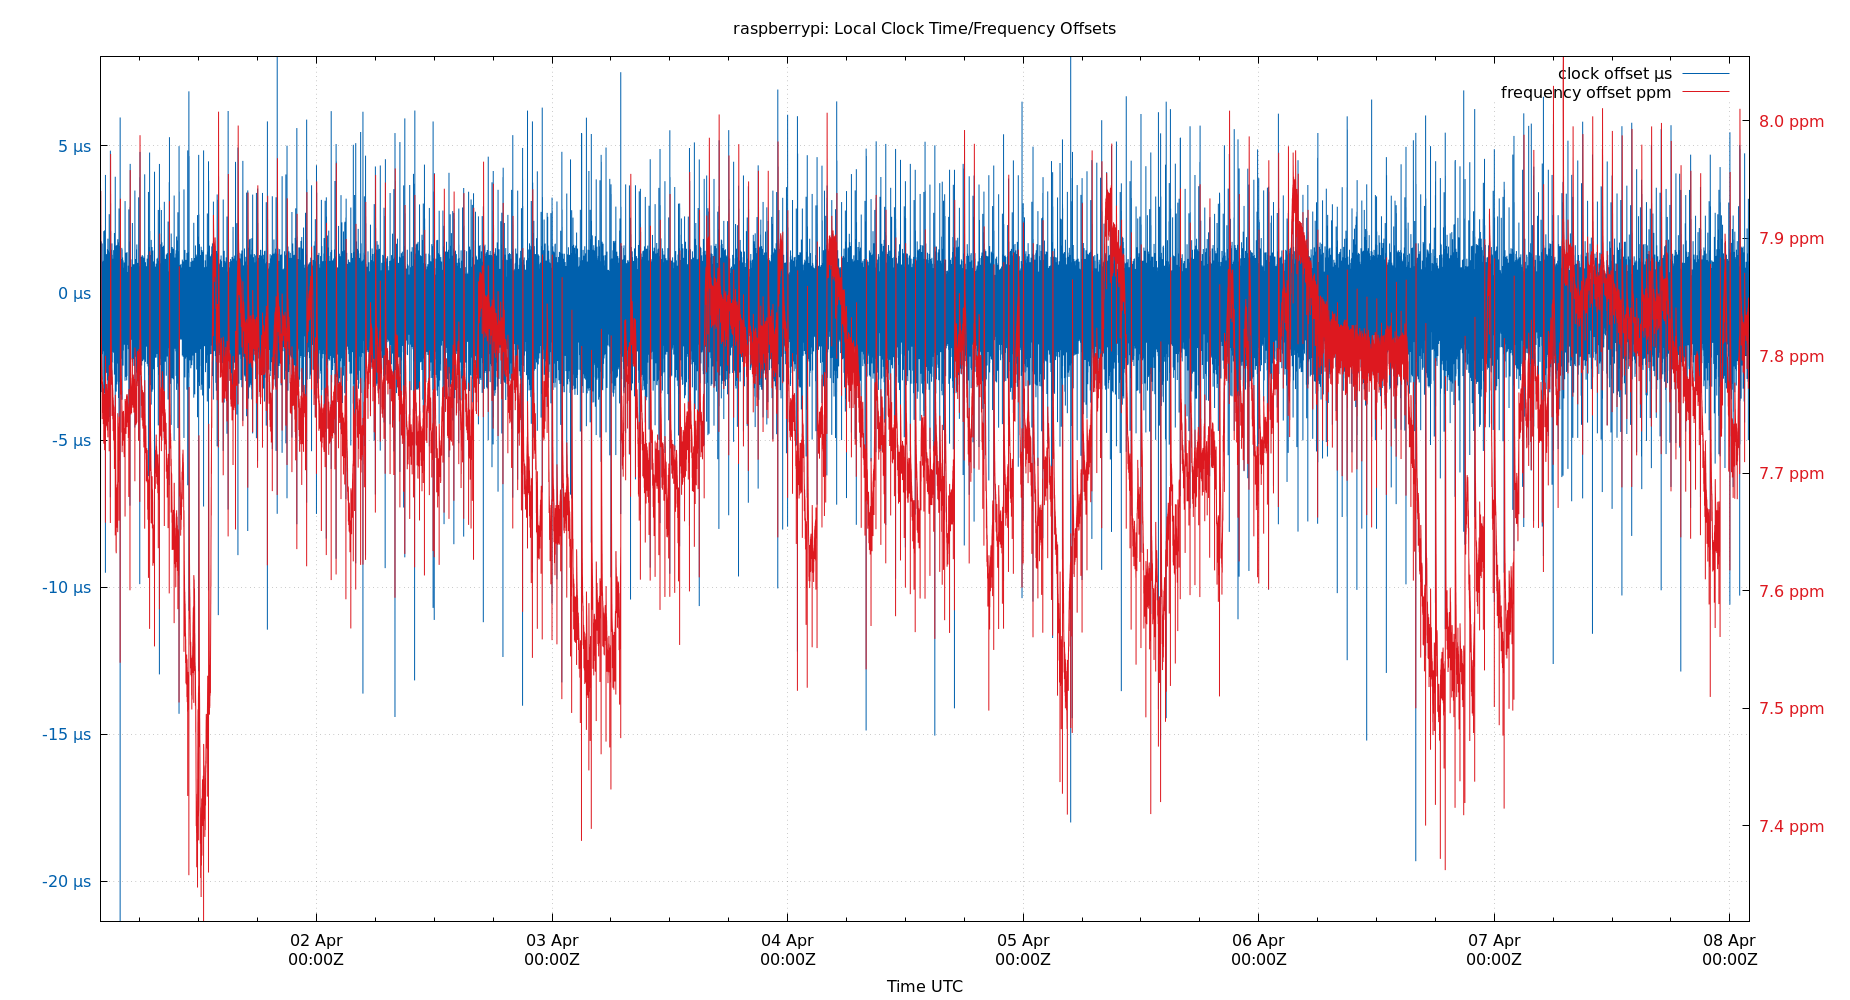 raspberrypi: Local Clock Time/Frequency Offsets
clock offset µs
frequency offset ppm
5 µs
0 µs
-5 µs
-10 µs
-15 µs
-20 µs
8.0 ppm
7.9 ppm
7.8 ppm
7.7 ppm
7.6 ppm
7.5 ppm
7.4 ppm
02 Apr
00:00Z
03 Apr
00:00Z
04 Apr
00:00Z
05 Apr
00:00Z
06 Apr
00:00Z
07 Apr
00:00Z
08 Apr
00:00Z
Time UTC